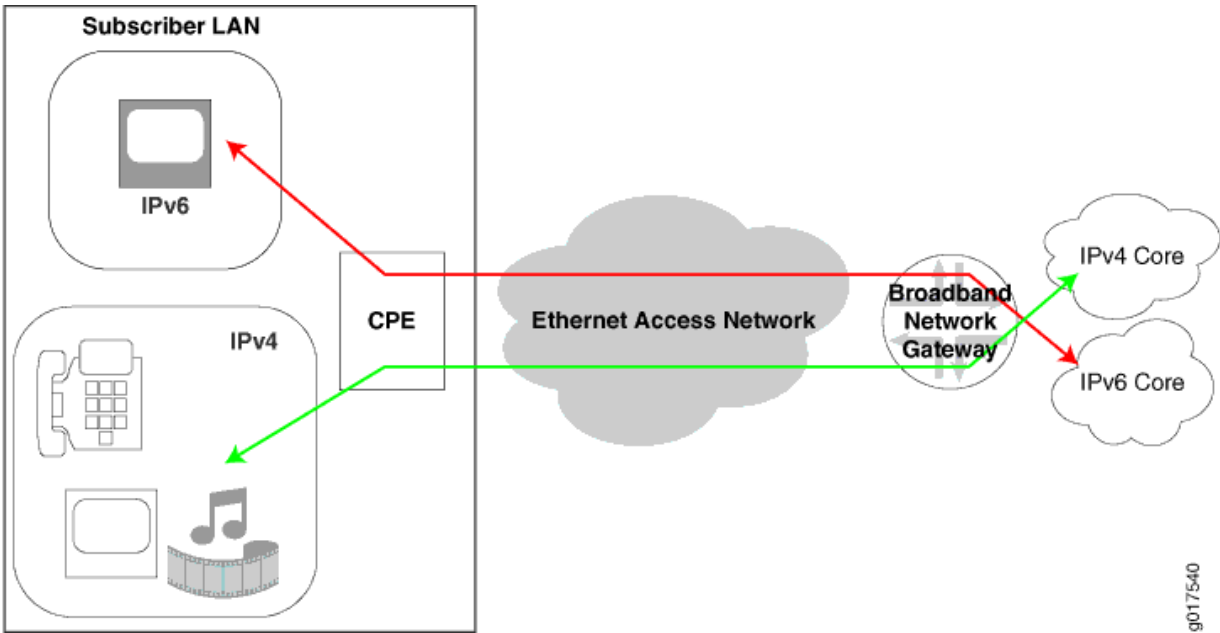 Subscriber LAN
IPv6
IPv4
CPE
Ethernet Access Network
Broadband
Network
Gateway
IPv4 Core
IPv6 Core
g017540